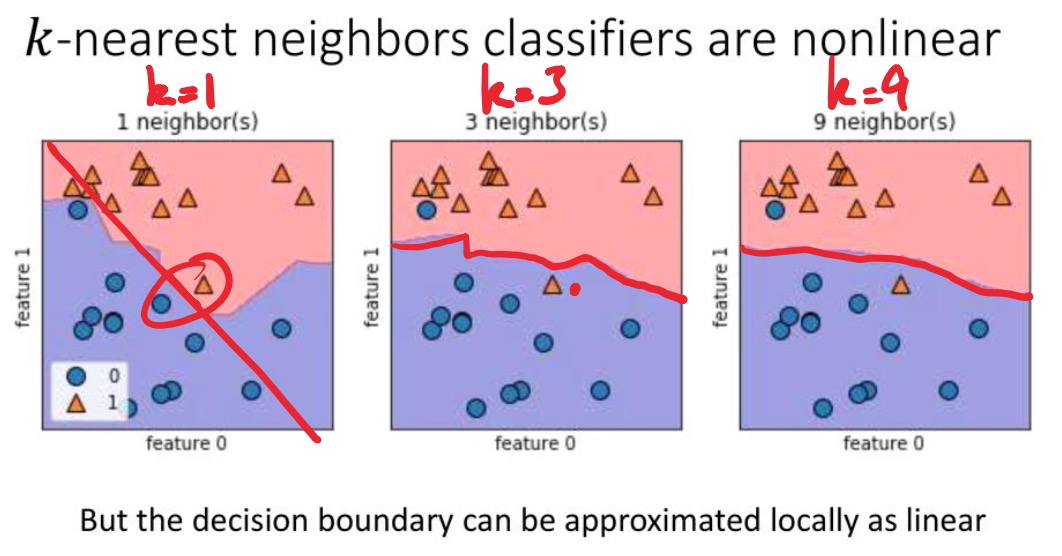 k-nearest neighbors classifiers are nonlinear
k=1
k=3
k=9
1 neighbor(s)
3 neighbor(s)
9 neighbor(s)
feature 1
feature 1
feature 1
0
1
feature 0
feature 0
feature 0
But the decision boundary can be approximated locally as linear